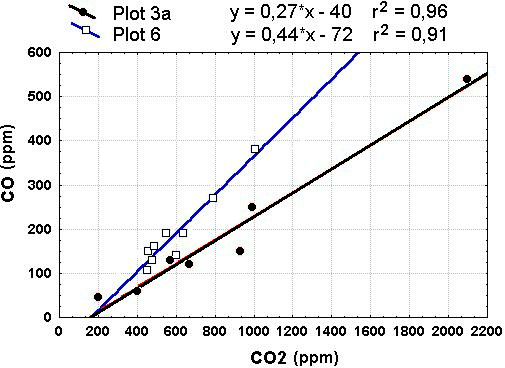 Plot 3a y = 0,27*x - 40 r2 = 0,96
Plot 6 y = 0,44*x - 72 r2 = 0,91
600
500
400
300
200
100
0
CO (ppm)
0 200 400 600 800 1000 1200 1400 1600 1800 2000 2200
CO2 (ppm)